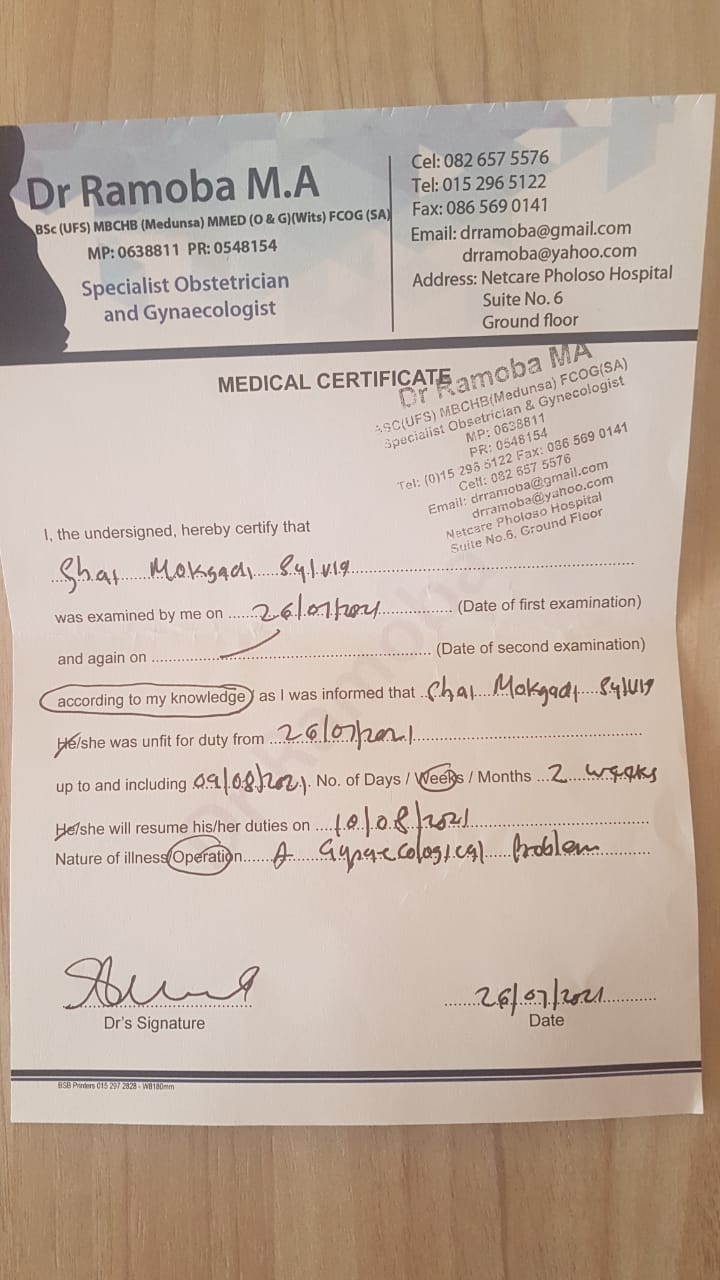 Dr Ramoba M.A
BSc (UFS) MBCHB (Medunsa) MMED (O & G)(Wits) FCOG (SA)
MP: 0638811 PR: 0548154
Specialist Obstetrician
and Gynaecologist
Cel: 082 657 5576
Tel: 015 296 5122
Fax: 086 569 0141
Email: drramoba@gmail.com
drramoba@yahoo.com
Address: Netcare Pholoso Hospital
Suite No. 6
Ground floor
MEDICAL CERTIFICATE
Dr Ramoba MA
BSC(UFS) MBCHB(Medunsa) FCOG(SA)
Specialist Obsetrician & Gynecologist
MP: 0638811
PR: 0548154
Tel: (0)15 296 5122 Fax: 086 569 0141
Cell: 082 657 5576
Email: drramoba@gmail.com
drramoba@yahoo.com
Netcare Pholoso Hospital
Suite No.6, Ground Floor
I, the undersigned, hereby certify that
Shai Mokgadi Sylvia
was examined by me on 26/07/2021 (Date of first examination)
and again on (Date of second examination)
according to my knowledge as I was informed that Shai Mokgadi Sylvia
He/she was unfit for duty from 26/07/2021
up to and including 09/08/2021. No. of Days / Weeks / Months 2 weeks
He/she will resume his/her duties on 10/08/2021
Nature of illness/Operation A Gynaecological Problem
Dr's Signature
26/07/2021
Date
BSB Printers 015 297 2828 - WB180mm